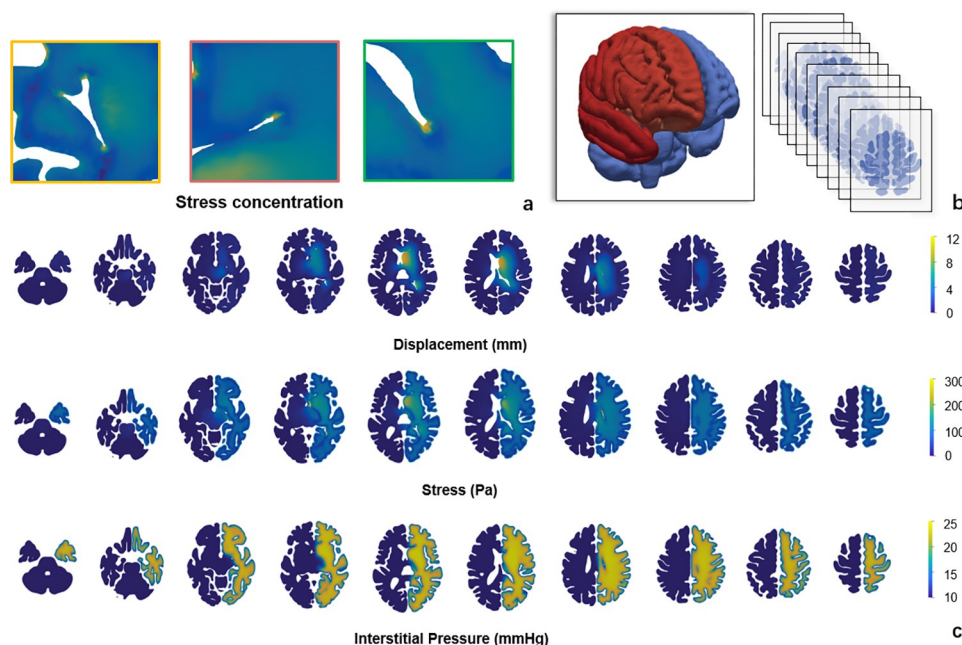 Stress concentration
a
b
12
8
4
0
Displacement (mm)
300
200
100
0
Stress (Pa)
25
20
15
10
Interstitial Pressure (mmHg)
c